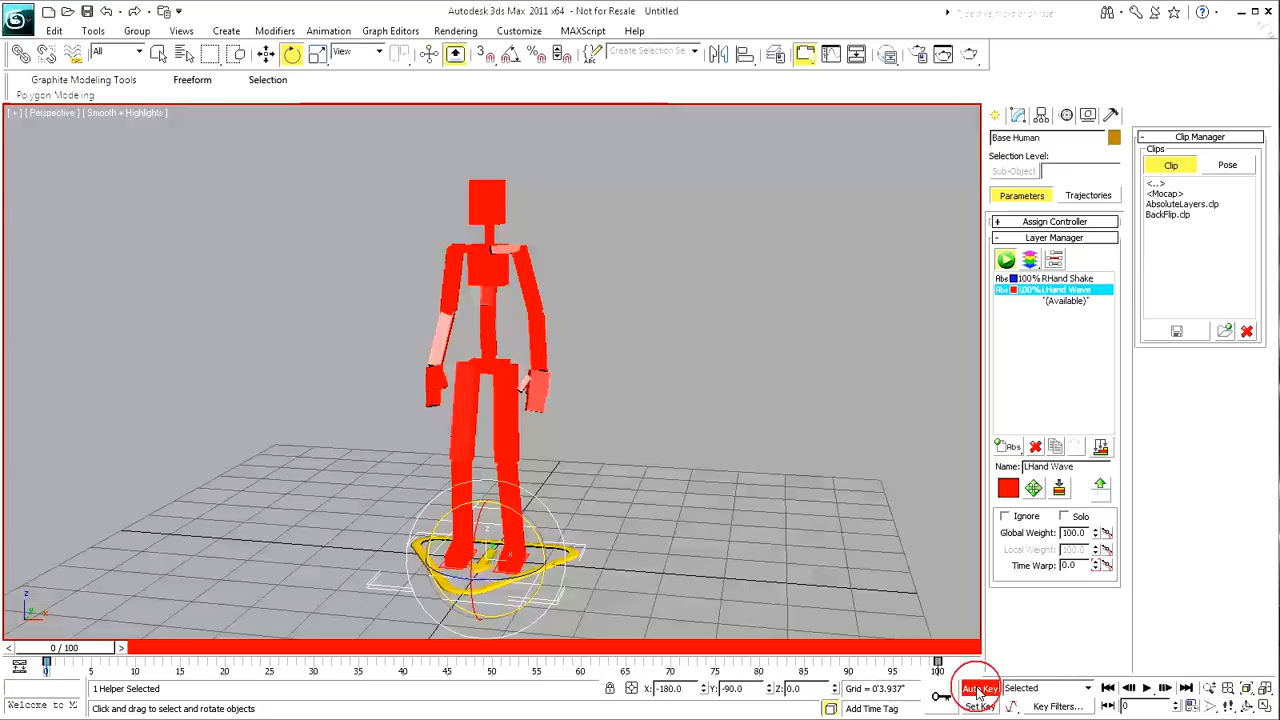 Autodesk 3ds Max 2011 x64 - Not for Resale Untitled
Edit Tools Group Views Create Modifiers Animation Graph Editors Rendering Customize MAXScript Help
All View Create Selection Se
Graphite Modeling Tools Freeform Selection
Polygon Modeling
[ + ] [ Perspective ] [ Smooth + Highlights ]
Base Human
Selection Level:
Sub-Object
Parameters Trajectories
+ Assign Controller
- Layer Manager
Abs 100% RHand Shake
Abs 100% LHand Wave
"(Available)"
Abs
Name: LHand Wave
Ignore Solo
Global Weight: 100.0
Local Weight: 100.0
Time Warp: 0.0
- Clip Manager
Clips
Clip Pose
<..>
<Mocap>
AbsoluteLayers.clp
BackFlip.clp
z
x
< 0 / 100 >
0 5 10 15 20 25 30 35 40 45 50 55 60 65 70 75 80 85 90 95 100
1 Helper Selected X: -180.0 Y: 90.0 Z: 0.0 Grid = 0'3.937" Auto Key Selected
Welcome to M Click and drag to select and rotate objects Add Time Tag Set Key Key Filters... 0